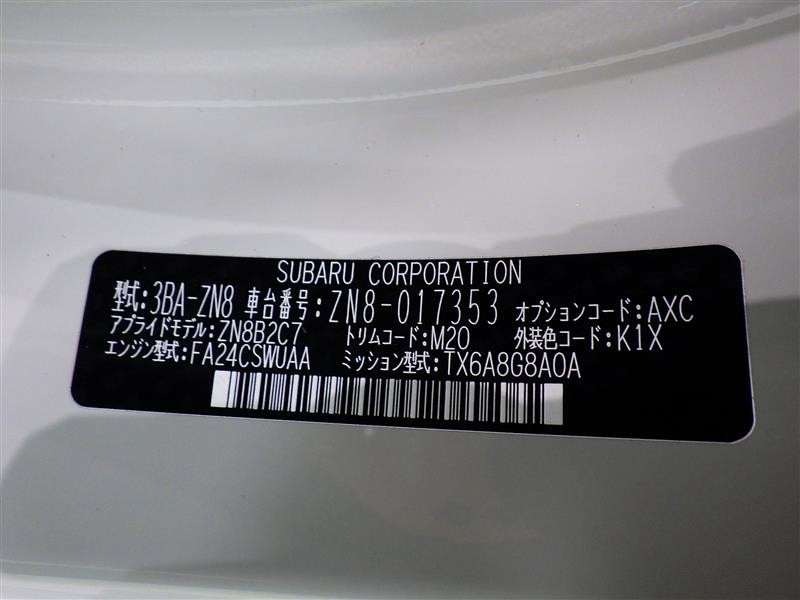 SUBARU CORPORATION
型式:3BA-ZN8 車台番号:ZN8-017353 オプションコード:AXC
アプライドモデル:ZN8B2C7 トリムコード:M20 外装色コード:K1X
エンジン型式:FA24CSWUAA ミッション型式:TX6A8G8A0A